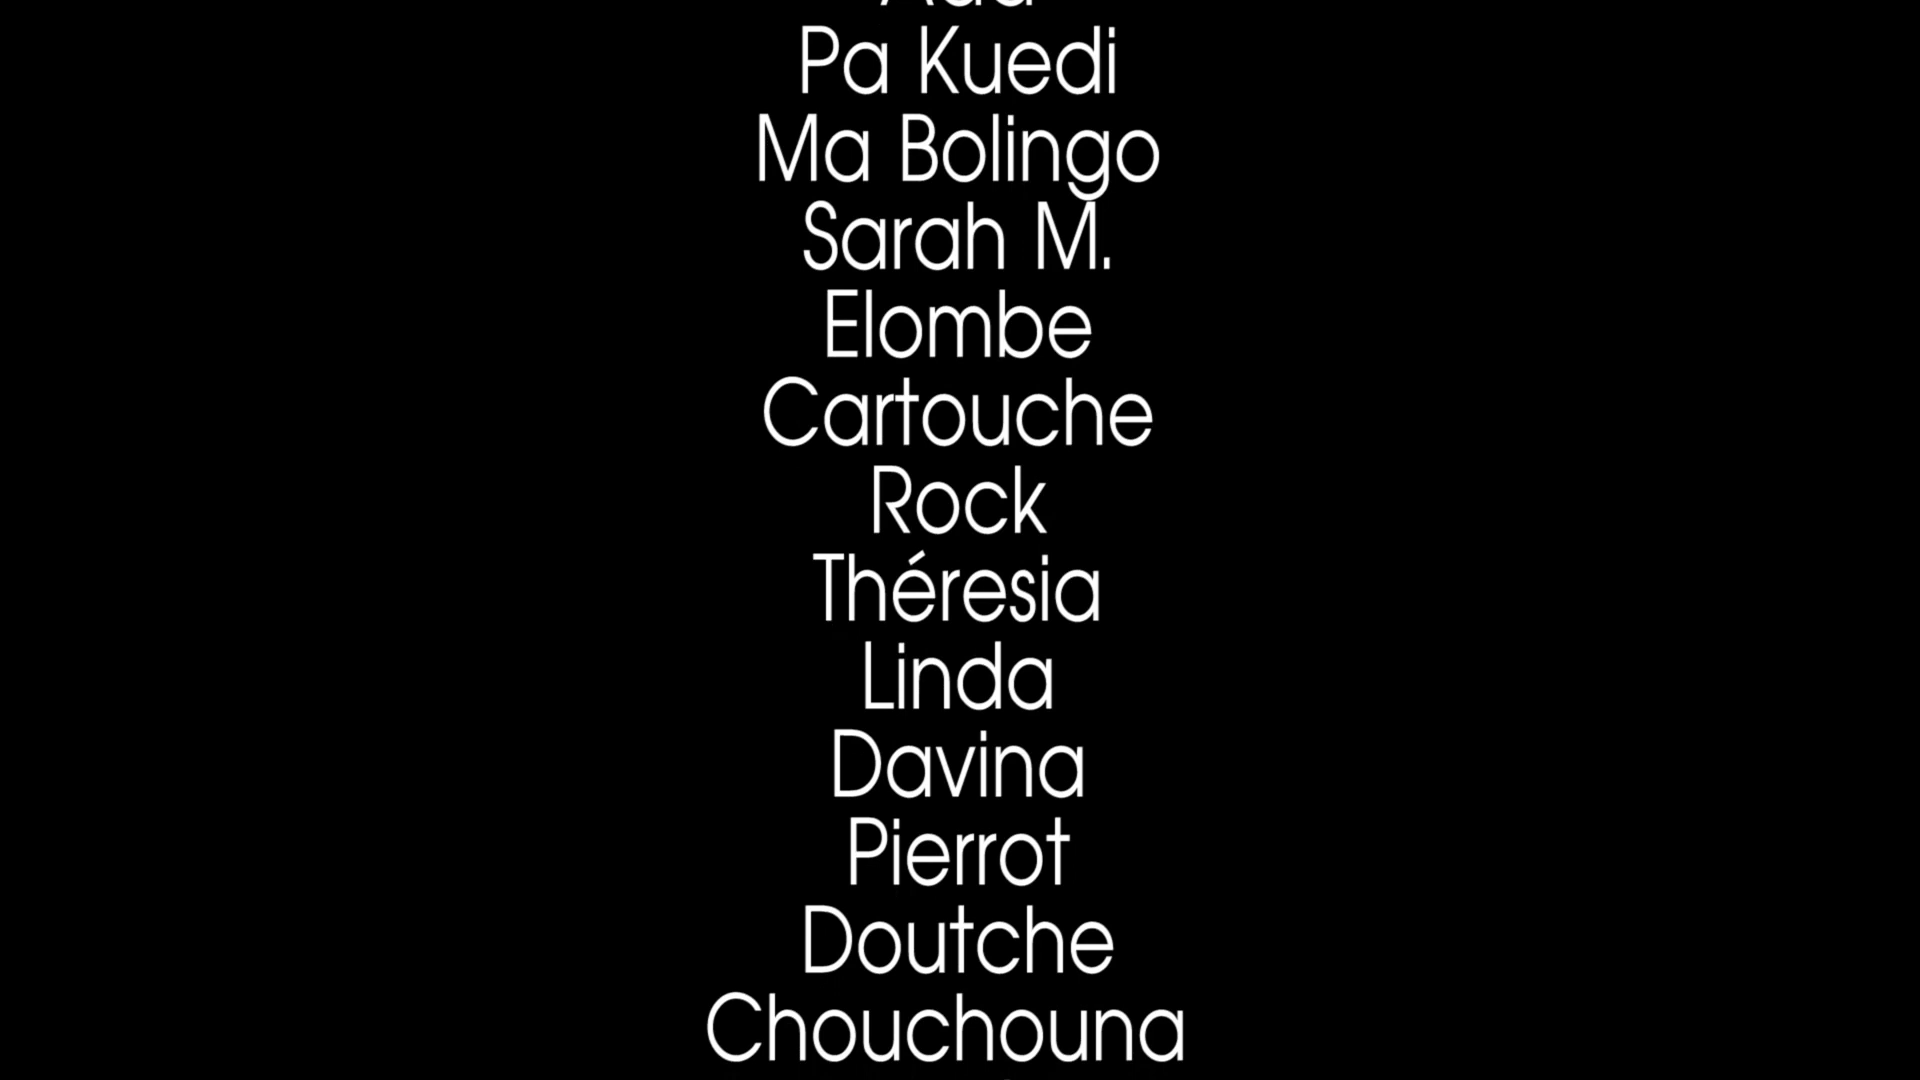 Pa Kuedi
Ma Bolingo
Sarah M.
Elombe
Cartouche
Rock
Théresia
Linda
Davina
Pierrot
Doutche
Chouchouna